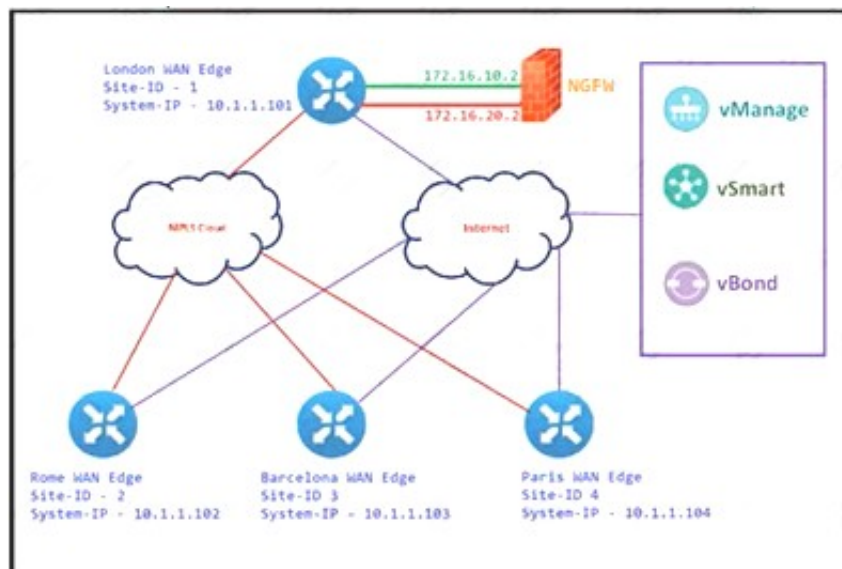 London WAN Edge
Site-ID - 1
System-IP - 10.1.1.101
172.16.10.2
NGFW
172.16.20.2
vManage
vSmart
vBond
MPLS Cloud
Internet
Rome WAN Edge
Site-ID - 2
System-IP - 10.1.1.102
Barcelona WAN Edge
Site-ID 3
System-IP - 10.1.1.103
Paris WAN Edge
Site-ID 4
System-IP - 10.1.1.104